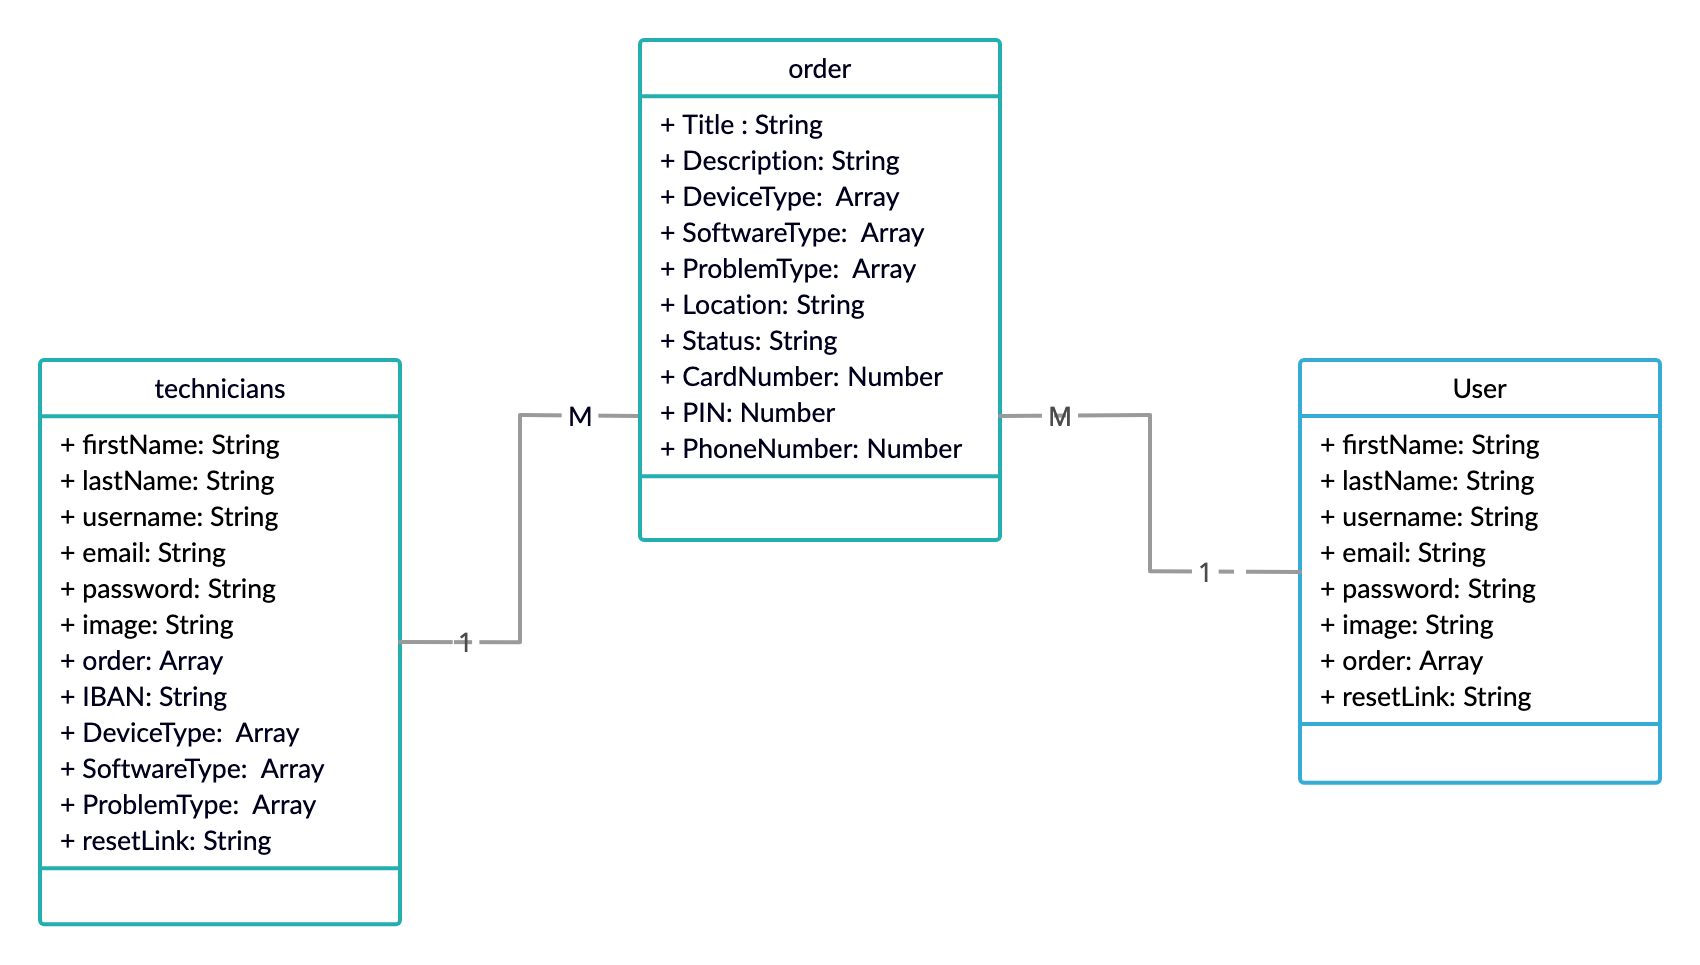 order
+ Title : String
+ Description: String
+ DeviceType:  Array
+ SoftwareType:  Array
+ ProblemType:  Array
+ Location: String
+ Status: String
+ CardNumber: Number
+ PIN: Number
+ PhoneNumber: Number
technicians
+ firstName: String
+ lastName: String
+ username: String
+ email: String
+ password: String
+ image: String
+ order: Array
+ IBAN: String
+ DeviceType:  Array
+ SoftwareType:  Array
+ ProblemType:  Array
+ resetLink: String
1
M
M
1
User
+ firstName: String
+ lastName: String
+ username: String
+ email: String
+ password: String
+ image: String
+ order: Array
+ resetLink: String